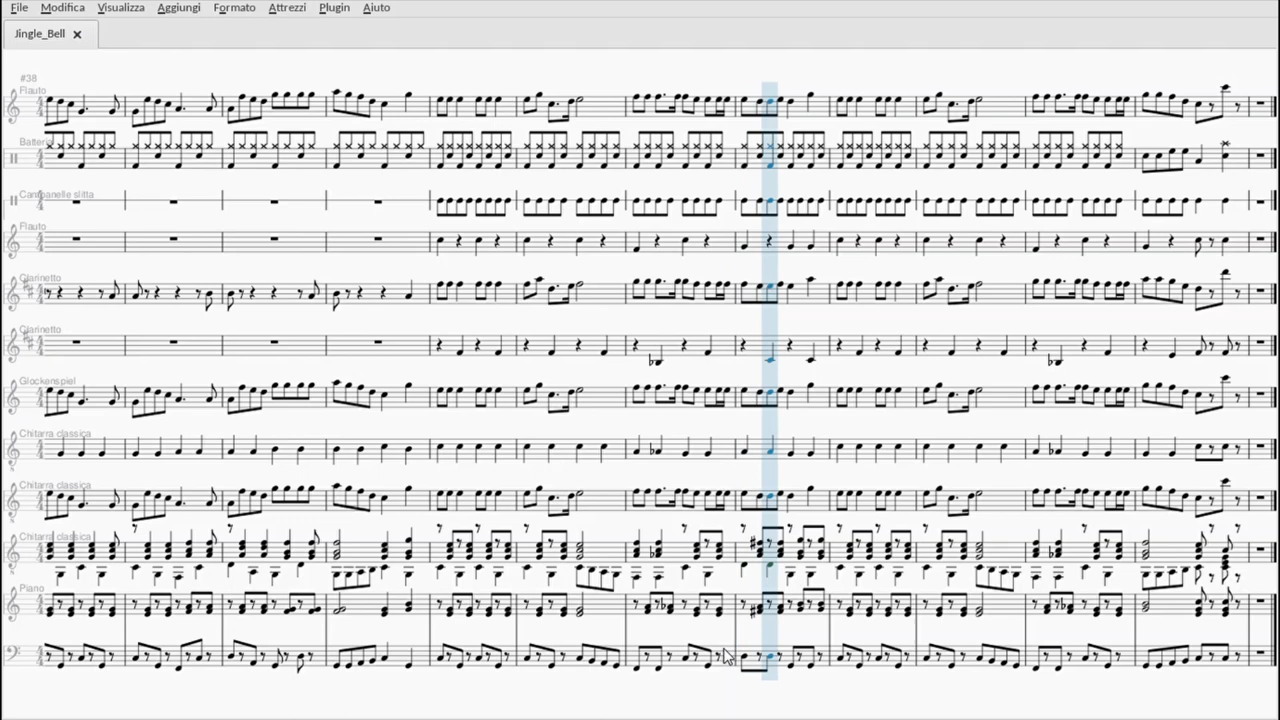 File Modifica Visualizza Aggiungi Formato Attrezzi Plugin Aiuto
Jingle_Bell
#38
Flauto
Batteria
Campanelle slitta
Flauto
Clarinetto
Clarinetto
Glockenspiel
Chitarra classica
Chitarra classica
Chitarra classica
Piano